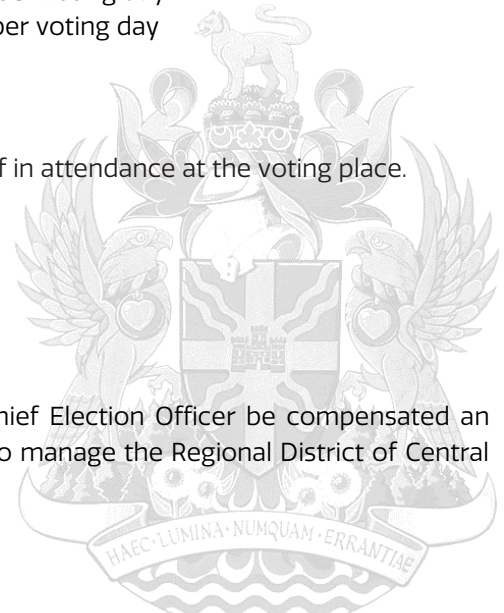 per voting day
in attendance at the voting place.
hief Election Officer be compensated an
o manage the Regional District of Central
HAEC·LUMINA·NUMQUAM·ERRANTIAE